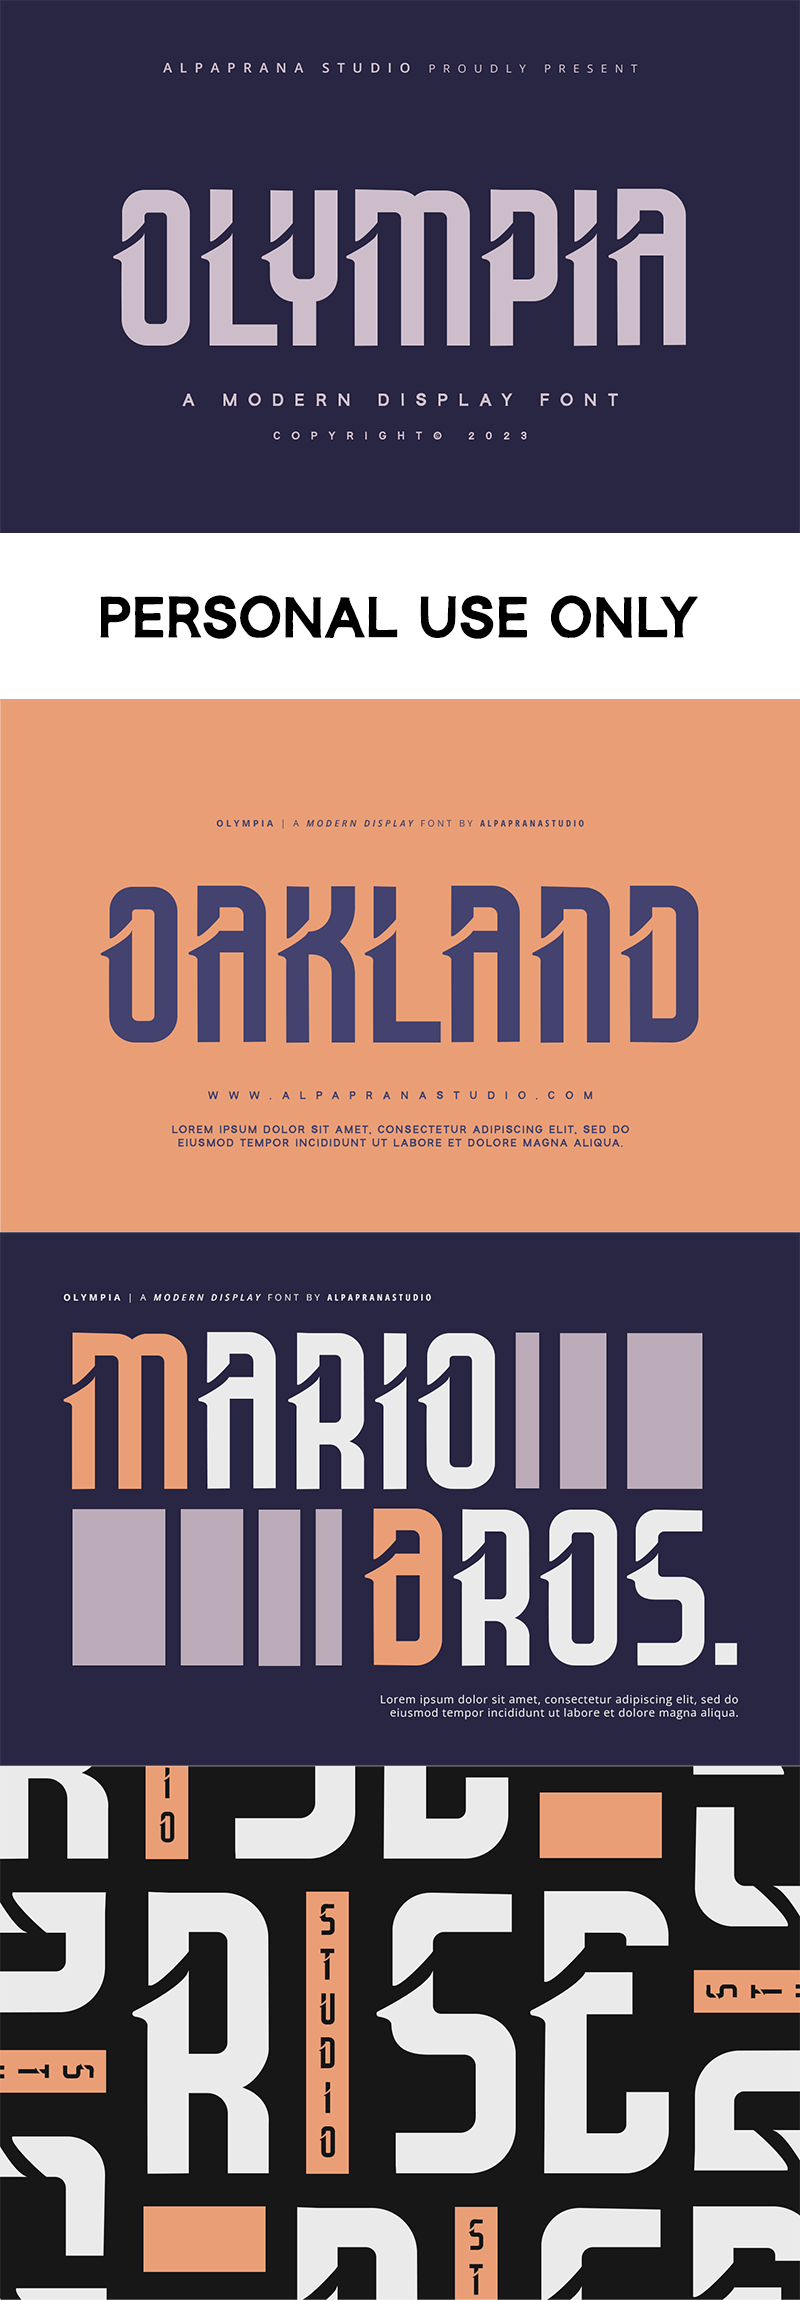 ALPAPRANA STUDIO PROUDLY PRESENT
OLYMPIA
A MODERN DISPLAY FONT
COPYRIGHT© 2023
PERSONAL USE ONLY
OLYMPIA | A MODERN DISPLAY FONT BY ALPAPRANASTUDIO
OAKLAND
WWW.ALPAPRANASTUDIO.COM
LOREM IPSUM DOLOR SIT AMET, CONSECTETUR ADIPISCING ELIT, SED DO
EIUSMOD TEMPOR INCIDIDUNT UT LABORE ET DOLORE MAGNA ALIQUA.
OLYMPIA | A MODERN DISPLAY FONT BY ALPAPRANASTUDIO
MARIO
BROS.
Lorem ipsum dolor sit amet, consectetur adipiscing elit, sed do
eiusmod tempor incididunt ut labore et dolore magna aliqua.
RISE
STUDIO